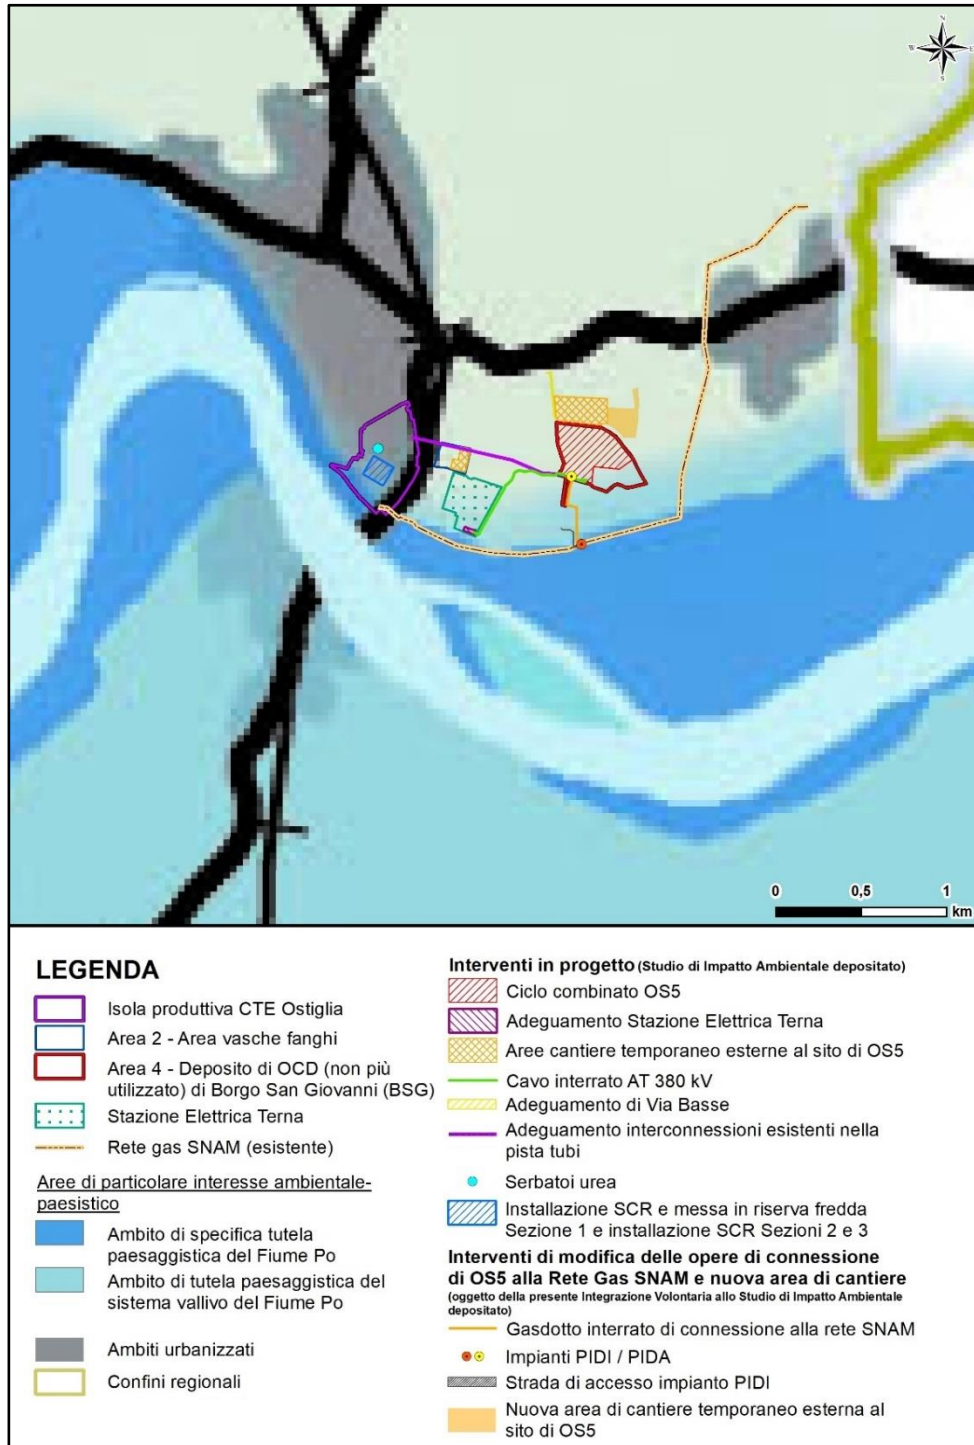 N
W
E
S
0
0,5
1
km
LEGENDA
Isola produttiva CTE Ostiglia
Area 2 - Area vasche fanghi
Area 4 - Deposito di OCD (non più
utilizzato) di Borgo San Giovanni (BSG)
Stazione Elettrica Terna
Rete gas SNAM (esistente)
Aree di particolare interesse ambientale-
paesistico
Ambito di specifica tutela
paesaggistica del Fiume Po
Ambito di tutela paesaggistica del
sistema vallivo del Fiume Po
Ambiti urbanizzati
Confini regionali
Interventi in progetto (Studio di Impatto Ambientale depositato)
Ciclo combinato OS5
Adeguamento Stazione Elettrica Terna
Aree cantiere temporaneo esterne al sito di OS5
Cavo interrato AT 380 kV
Adeguamento di Via Basse
Adeguamento interconnessioni esistenti nella
pista tubi
Serbatoi urea
Installazione SCR e messa in riserva fredda
Sezione 1 e installazione SCR Sezioni 2 e 3
Interventi di modifica delle opere di connessione
di OS5 alla Rete Gas SNAM e nuova area di cantiere
(oggetto della presente Integrazione Volontaria allo Studio di Impatto Ambientale
depositato)
Gasdotto interrato di connessione alla rete SNAM
Impianti PIDI / PIDA
Strada di accesso impianto PIDI
Nuova area di cantiere temporaneo esterna al
sito di OS5